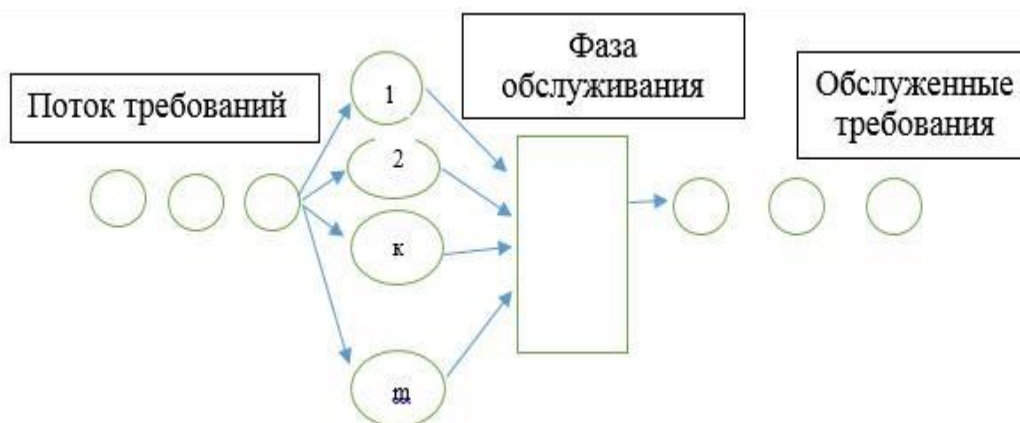 Фаза
обслуживания
Поток требований
Обслуженные
требования
1
2
к
m